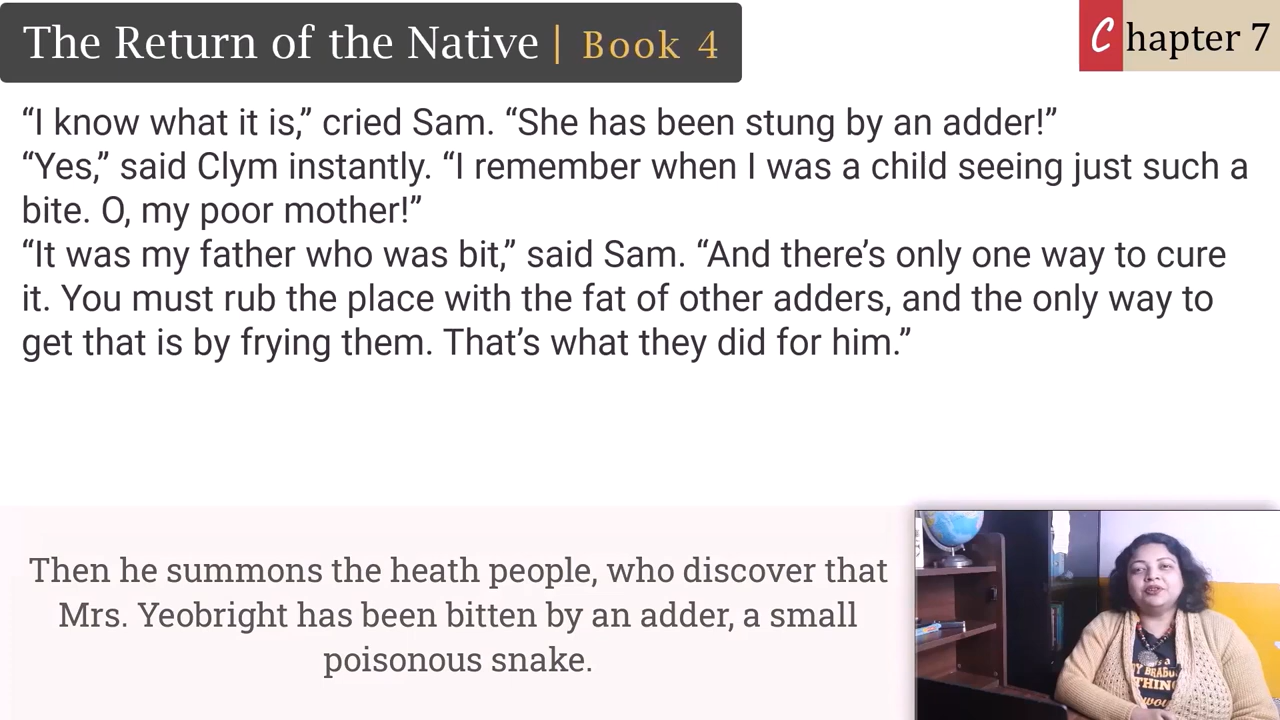 The Return of the Native | Book 4
Chapter 7
“I know what it is,” cried Sam. “She has been stung by an adder!”
“Yes,” said Clym instantly. “I remember when I was a child seeing just such a
bite. O, my poor mother!”
“It was my father who was bit,” said Sam. “And there’s only one way to cure
it. You must rub the place with the fat of other adders, and the only way to
get that is by frying them. That’s what they did for him.”
Then he summons the heath people, who discover that
Mrs. Yeobright has been bitten by an adder, a small
poisonous snake.